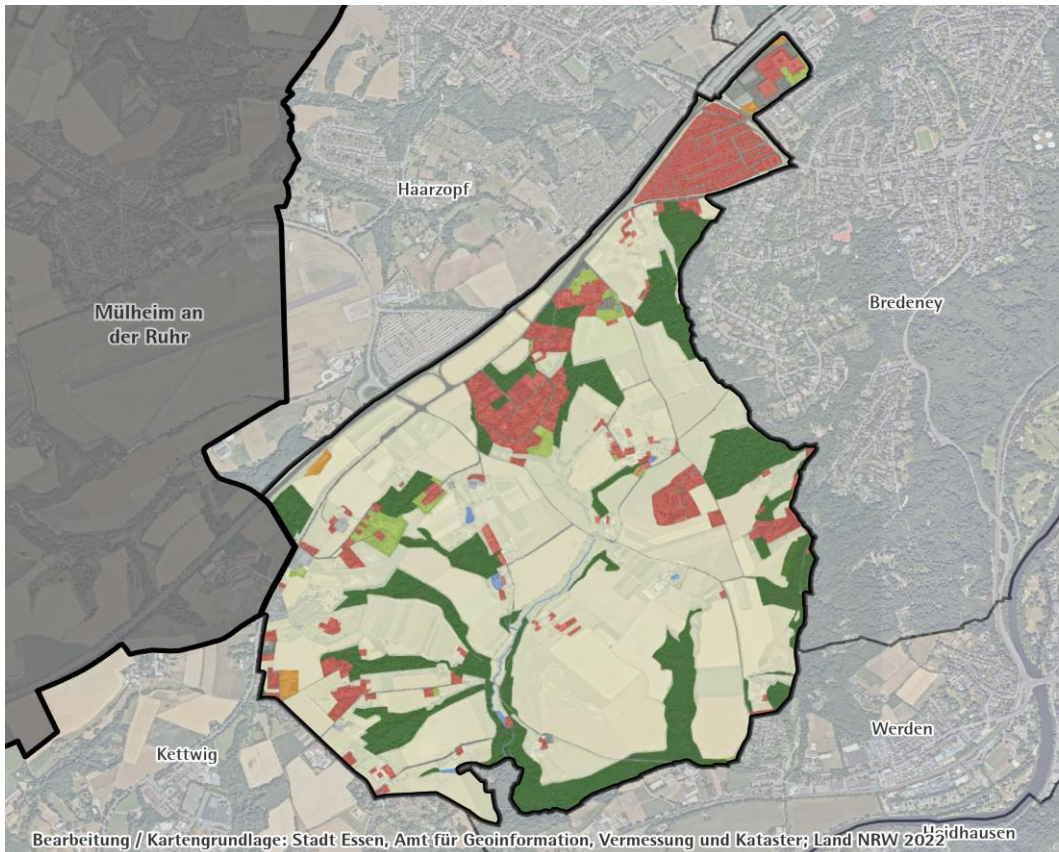 Haarzopf
Mülheim an
der Ruhr
Bredeney
Werden
Kettwig
Heidhausen
Bearbeitung / Kartengrundlage: Stadt Essen, Amt für Geoinformation, Vermessung und Kataster; Land NRW 2022